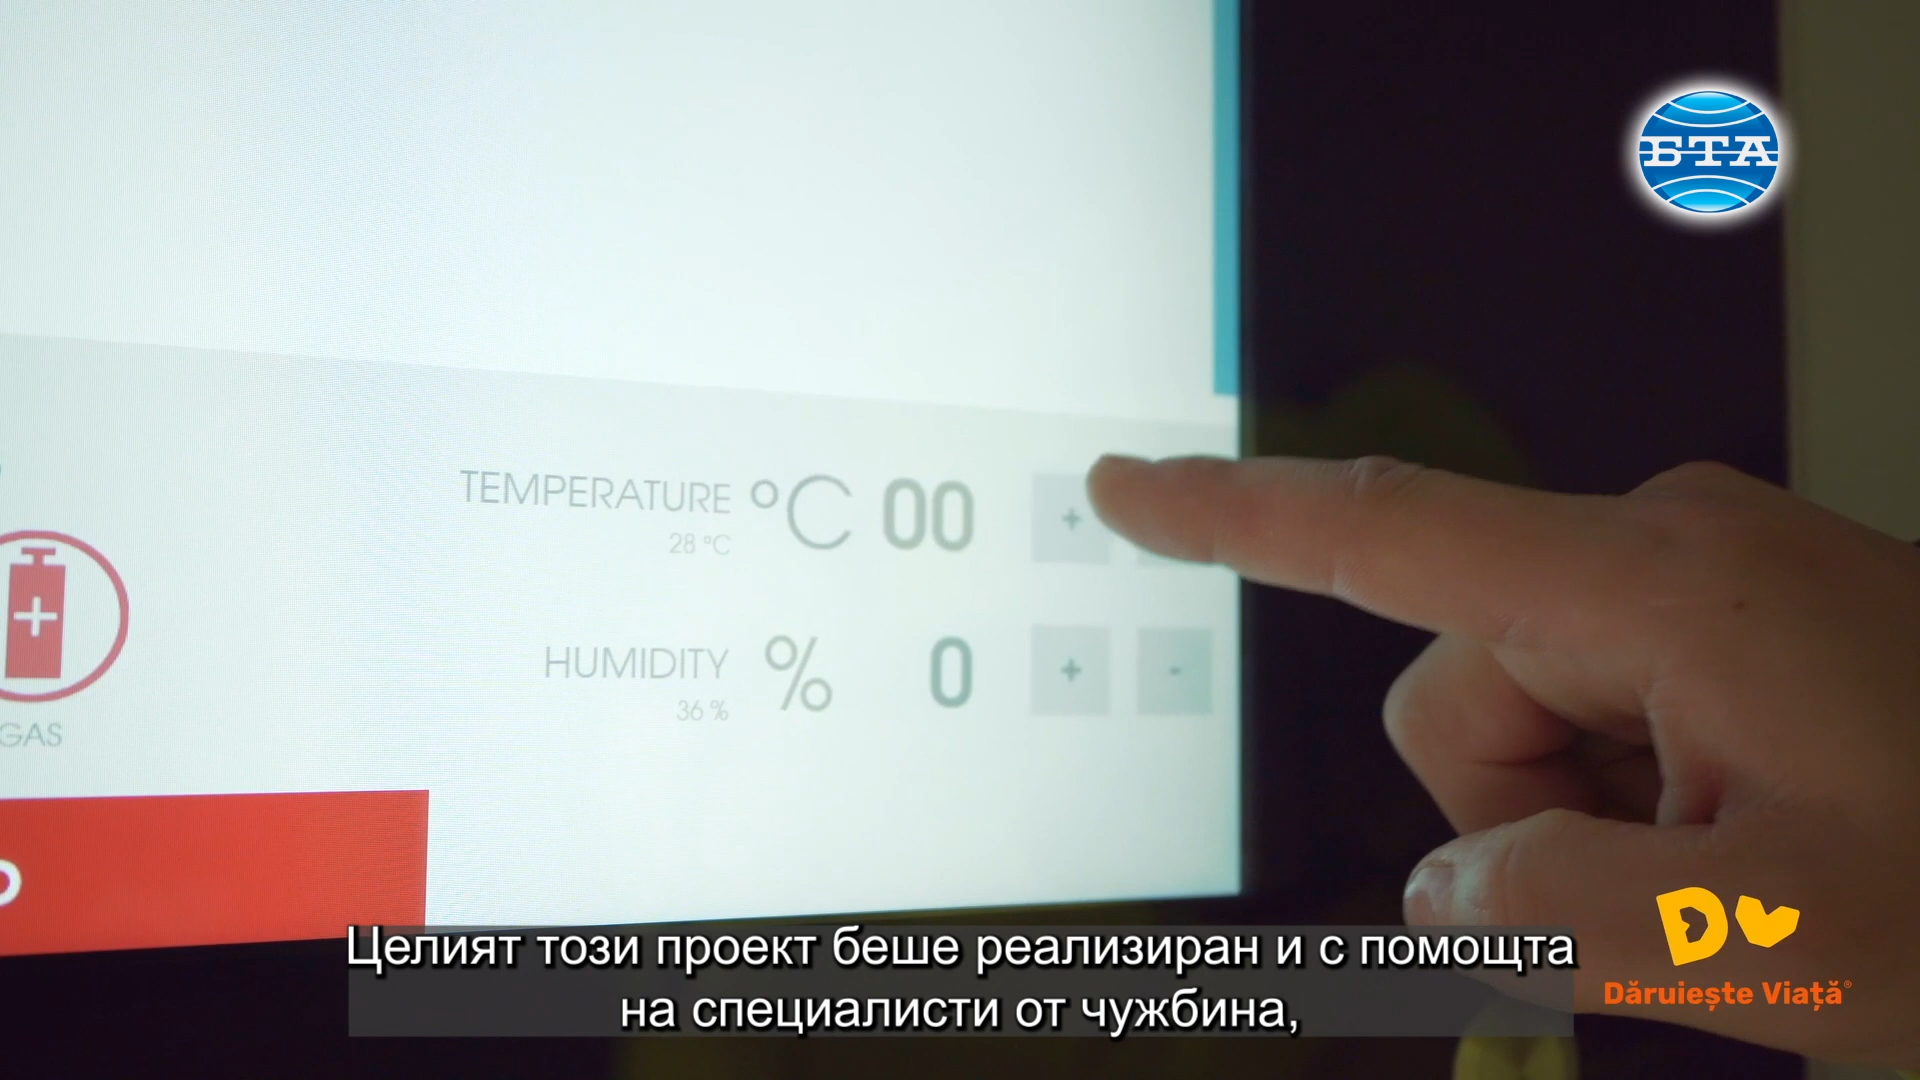 БТА
TEMPERATURE °C 00 +
28 °C
HUMIDITY % 0 + -
36 %
GAS
Dăruiește Viață®
Целият този проект беше реализиран и с помощта
на специалисти от чужбина,